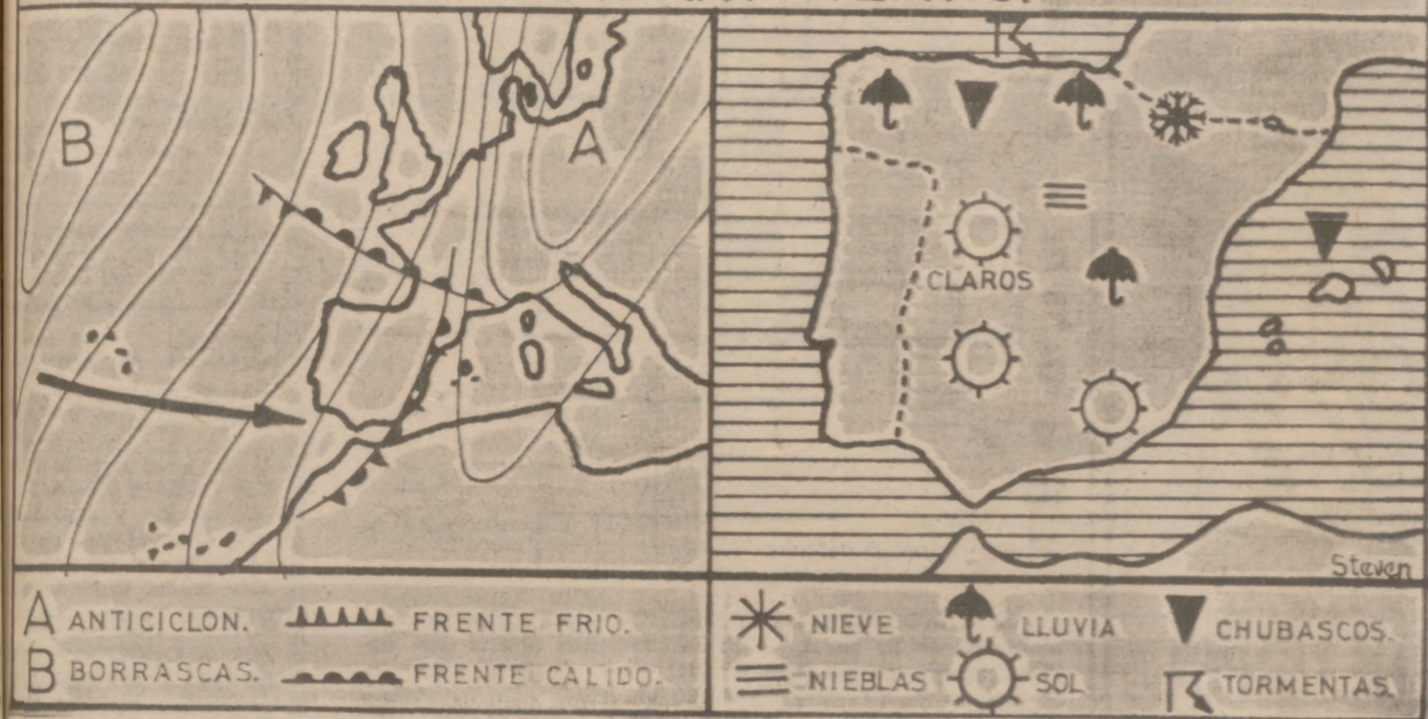 B
A
CLAROS
Steven
A ANTICICLON. FRENTE FRIO.
B BORRASCAS. FRENTE CALIDO.
NIEVE LLUVIA CHUBASCOS.
NIEBLAS SOL TORMENTAS.